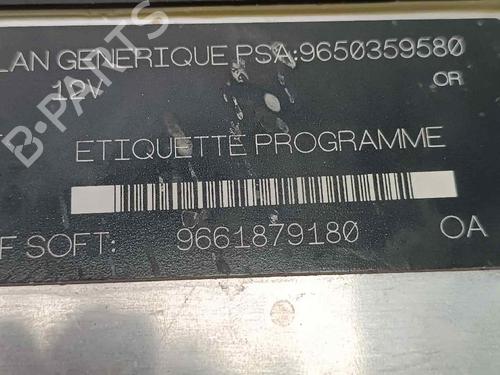 LAN GENERIQUE PSA:9650359580
12V OR
ETIQUETTE PROGRAMME
F SOFT: 9661879180 OA
B-PARTS